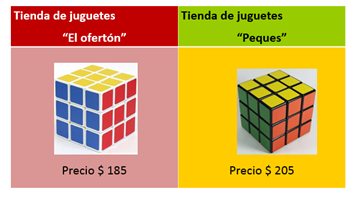 Tienda de juguetes
“El ofertón”
Tienda de juguetes
“Peques”
Precio $ 185
Precio $ 205